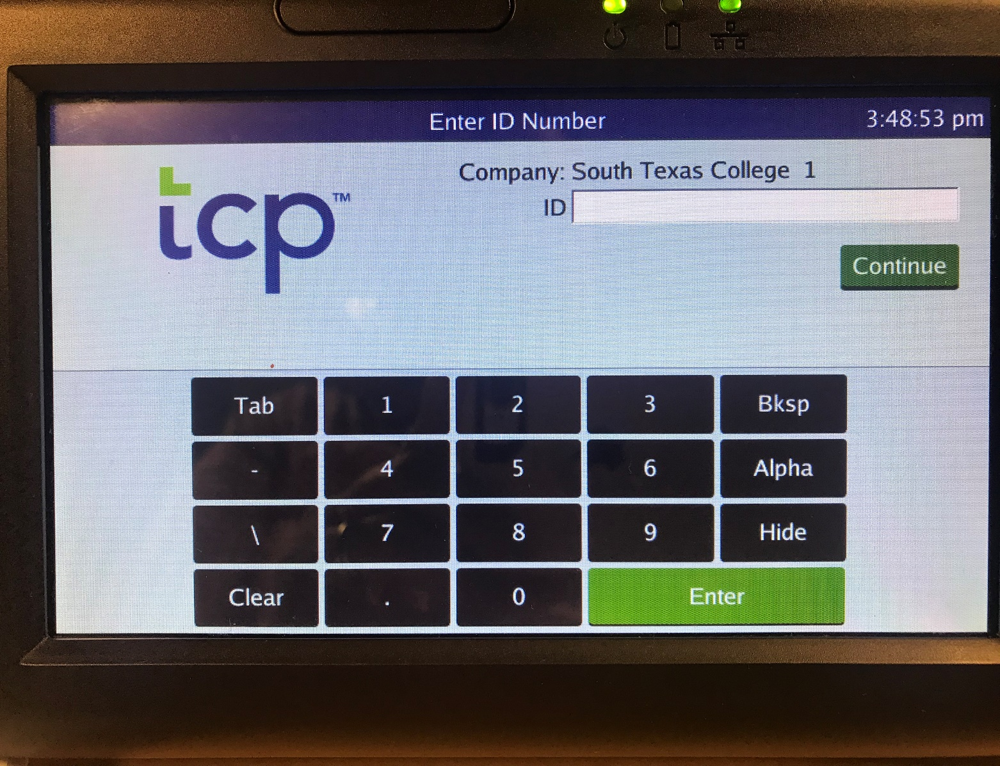 Enter ID Number 3:48:53 pm
tcp™
Company: South Texas College 1
ID
Continue
Tab 1 2 3 Bksp
- 4 5 6 Alpha
\ 7 8 9 Hide
Clear . 0 Enter